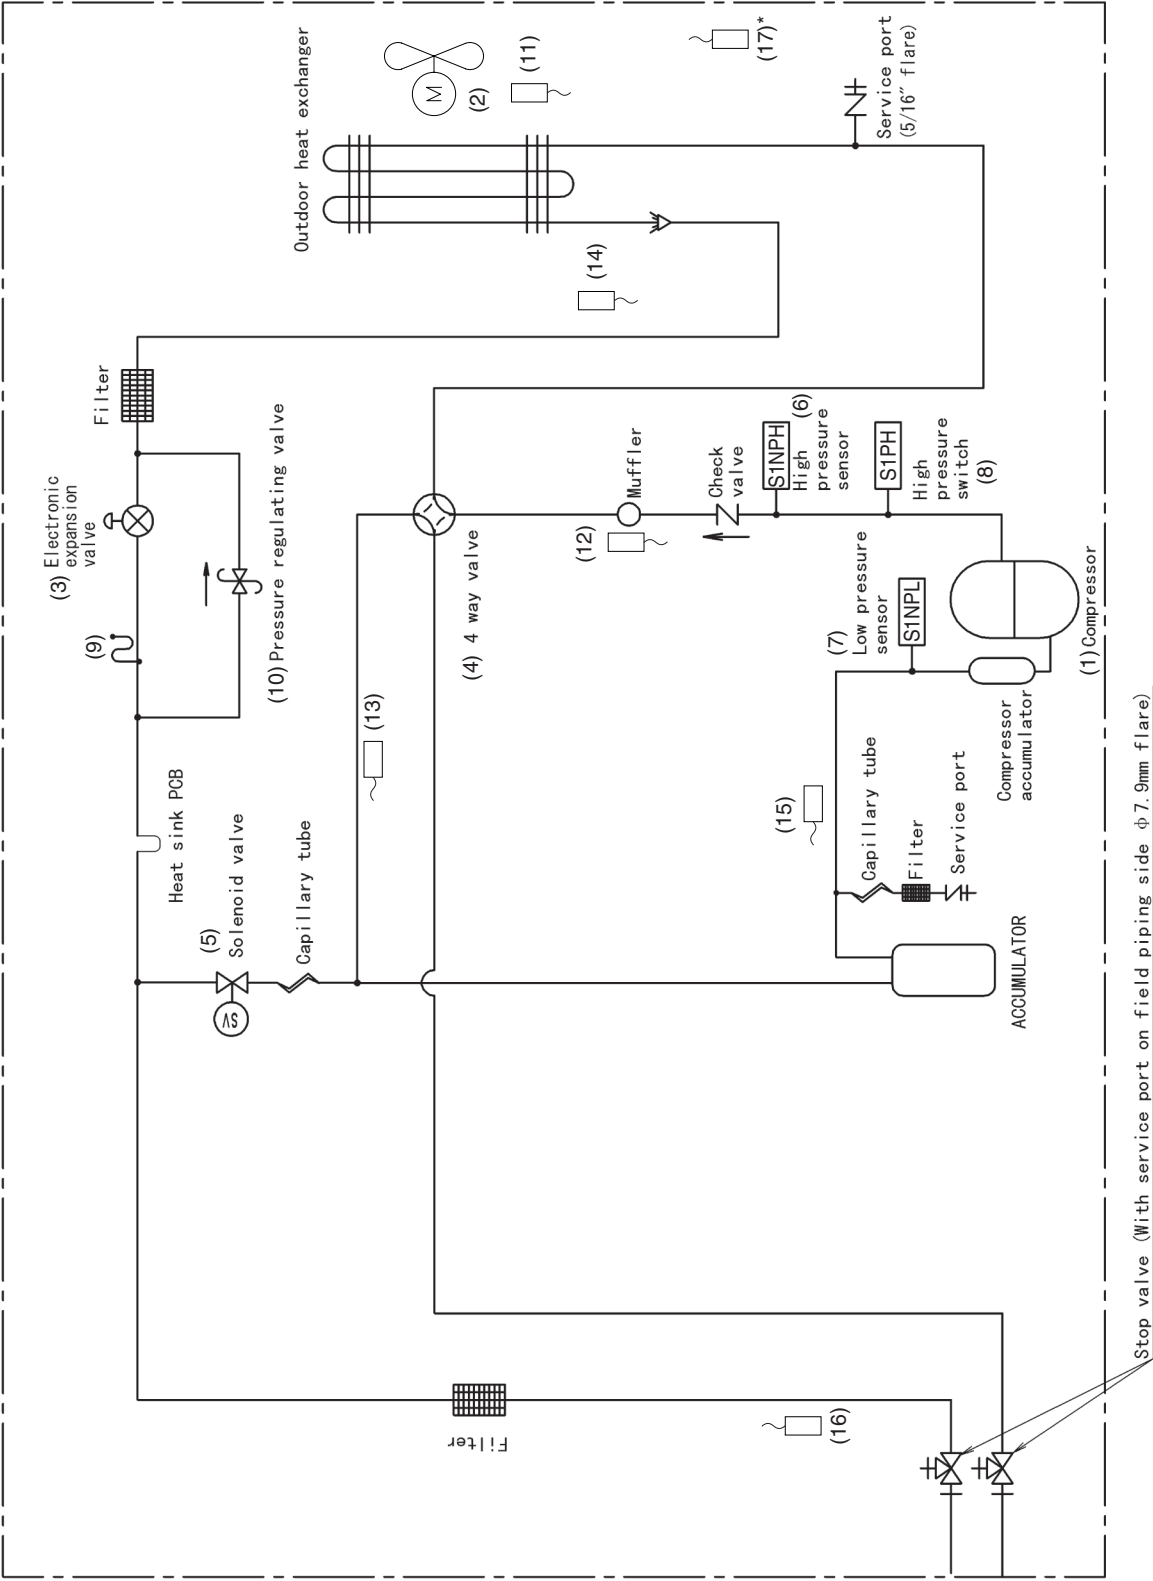 Outdoor heat exchanger
M
(2)
(11)
(17)*
Service port
(5/16″ flare)
(14)
Filter
(3)
Electronic
expansion
valve
(9)
(10) Pressure regulating valve
(4) 4 way valve
(12)
Muffler
Check
valve
S1NPH
(6)
High
pressure
sensor
S1PH
High
pressure
switch
(8)
(7)
Low pressure
sensor
S1NPL
(1) Compressor
Compressor
accumulator
(13)
(15)
Heat sink PCB
(5)
Solenoid valve
SV
Capillary tube
Capillary tube
Filter
Service port
ACCUMULATOR
Filter
(16)
Stop valve (With service port on field piping side Φ7.9mm flare)